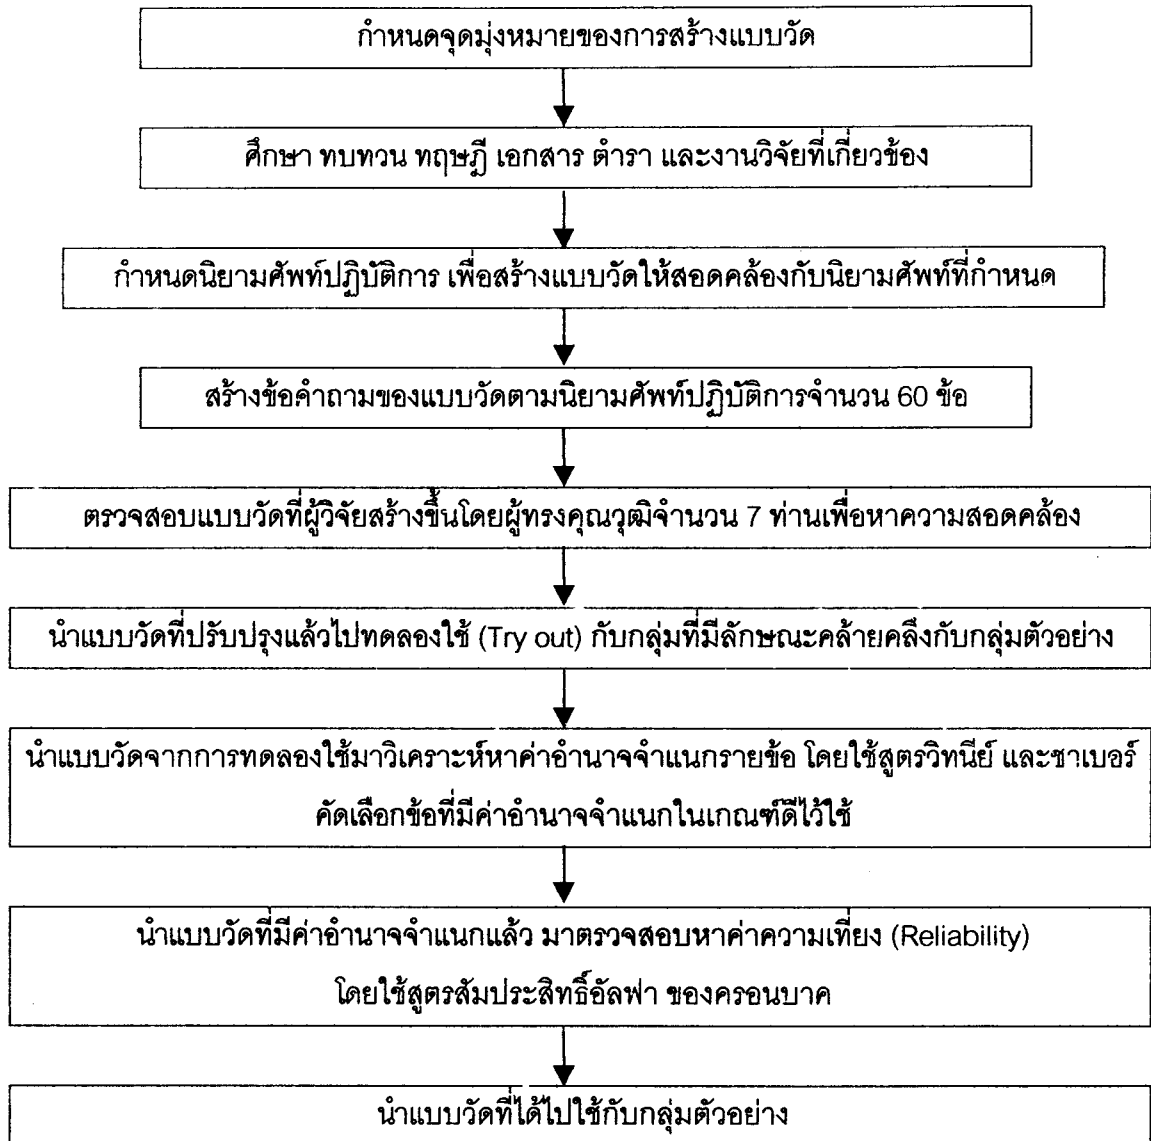 กำหนดจุดมุ่งหมายของการสร้างแบบวัด
ศึกษา ทบทวน ทฤษฎี เอกสาร ตำรา และงานวิจัยที่เกี่ยวข้อง
กำหนดนิยามศัพท์ปฏิบัติการ เพื่อสร้างแบบวัดให้สอดคล้องกับนิยามศัพท์ที่กำหนด
สร้างข้อคำถามของแบบวัดตามนิยามศัพท์ปฏิบัติการจำนวน 60 ข้อ
ตรวจสอบแบบวัดที่ผู้วิจัยสร้างขึ้นโดยผู้ทรงคุณวุฒิจำนวน 7 ท่านเพื่อหาความสอดคล้อง
นำแบบวัดที่ปรับปรุงแล้วไปทดลองใช้ (Try out) กับกลุ่มที่มีลักษณะคล้ายคลึงกับกลุ่มตัวอย่าง
นำแบบวัดจากการทดลองใช้มาวิเคราะห์หาค่าอำนาจจำแนกรายข้อ โดยใช้สูตรวิทนีย์ และซาเบอร์
คัดเลือกข้อที่มีค่าอำนาจจำแนกในเกณฑ์ดีไว้ใช้
นำแบบวัดที่มีค่าอำนาจจำแนกแล้ว มาตรวจสอบหาค่าความเที่ยง (Reliability)
โดยใช้สูตรสัมประสิทธิ์อัลฟา ของครอนบาค
นำแบบวัดที่ได้ไปใช้กับกลุ่มตัวอย่าง